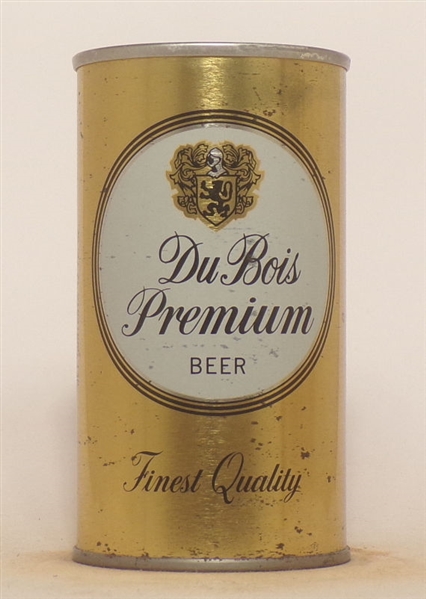 Du Bois
Premium
BEER
Finest Quality